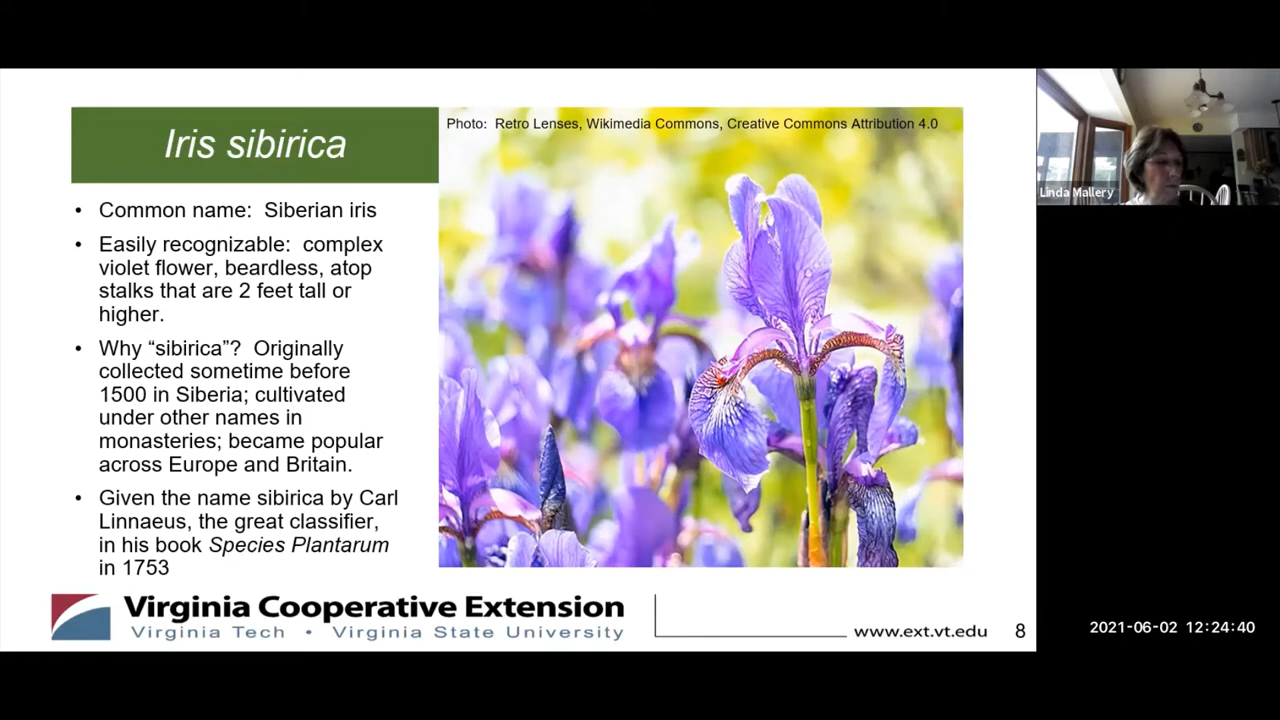 Iris sibirica
• Common name:  Siberian iris
• Easily recognizable:  complex
violet flower, beardless, atop
stalks that are 2 feet tall or
higher.
• Why “sibirica”?  Originally
collected sometime before
1500 in Siberia; cultivated
under other names in
monasteries; became popular
across Europe and Britain.
• Given the name sibirica by Carl
Linnaeus, the great classifier,
in his book Species Plantarum
in 1753
Photo:  Retro Lenses, Wikimedia Commons, Creative Commons Attribution 4.0
Linda Mallery
Virginia Cooperative Extension
Virginia Tech • Virginia State University
www.ext.vt.edu
8
2021-06-02 12:24:40